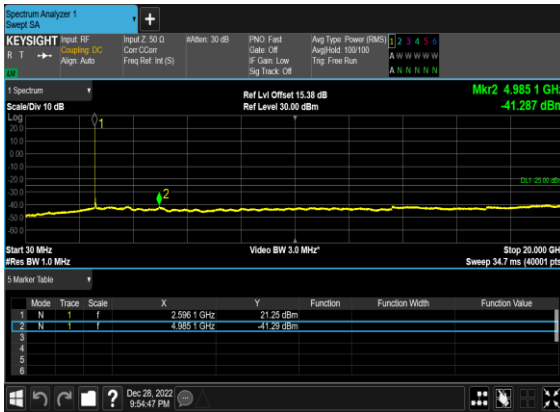 Spectrum Analyzer 1
Swept SA
+
KEYSIGHT Input: RF Input Z: 50 Ω #Atten: 30 dB PNO: Fast Avg Type: Power (RMS) 1 2 3 4 5 6
R T Coupling: DC Corr CCorr Gate: Off Avg|Hold: 100/100 A W W W W W
Align: Auto Freq Ref: Int (S) IF Gain: Low Trig: Free Run
LXI Sig Track: Off A N N N N N
1 Spectrum Ref Lvl Offset 15.38 dB Mkr2 4.985 1 GHz
Scale/Div 10 dB Ref Level 30.00 dBm -41.287 dBm
Log
1
20.0
10.0
0.00
-10.0
-20.0
DL1 -25.00 dBm
-30.0
2
-40.0
-50.0
-60.0
Start 30 MHz Video BW 3.0 MHz* Stop 20.000 GHz
#Res BW 1.0 MHz Sweep 34.7 ms (40001 pts)
5 Marker Table
Mode Trace Scale X Y Function Function Width Function Value
1 N 1 f 2.596 1 GHz 21.25 dBm
2 N 1 f 4.985 1 GHz -41.29 dBm
3
4
5
6
? Dec 28, 2022
9:54:47 PM